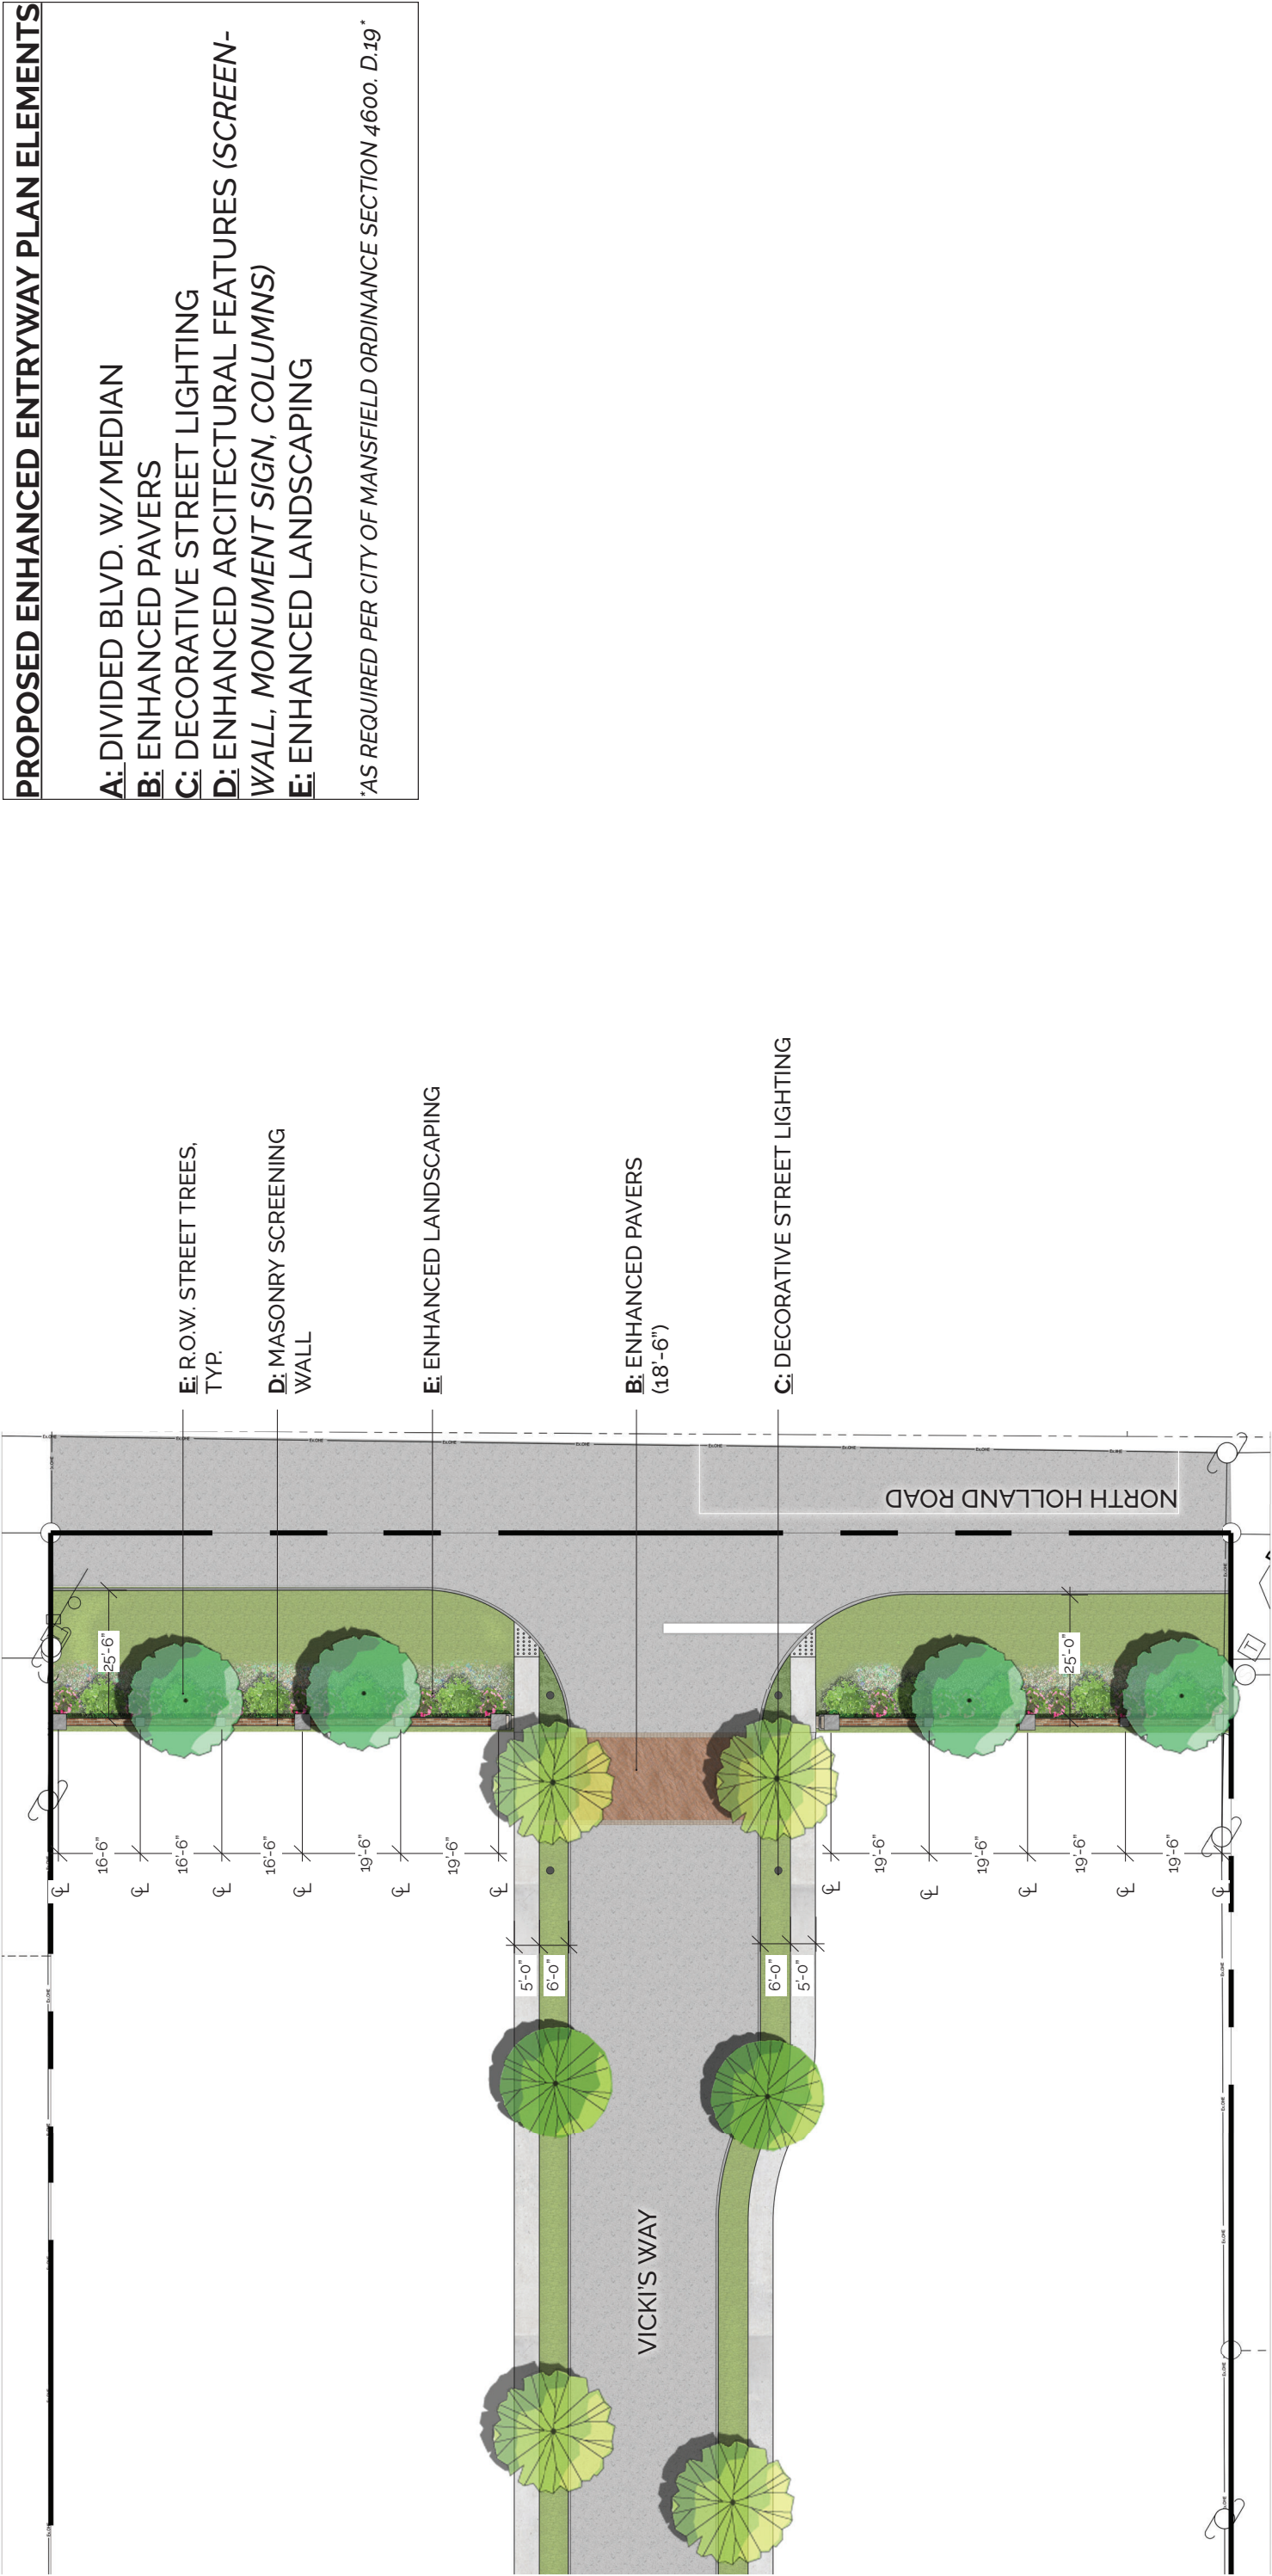 PROPOSED ENHANCED ENTRYWAY PLAN ELEMENTS
A: DIVIDED BLVD. W/MEDIAN
B: ENHANCED PAVERS
C: DECORATIVE STREET LIGHTING
D: ENHANCED ARCITECTURAL FEATURES (SCREEN-
WALL, MONUMENT SIGN, COLUMNS)
E: ENHANCED LANDSCAPING
*AS REQUIRED PER CITY OF MANSFIELD ORDINANCE SECTION 4600. D.19*
E: R.O.W. STREET TREES,
TYP.
D: MASONRY SCREENING
WALL
E: ENHANCED LANDSCAPING
B: ENHANCED PAVERS
(18'-6")
C: DECORATIVE STREET LIGHTING
NORTH HOLLAND ROAD
25'-6"
25'-0"
16'-6"
16'-6"
16'-6"
19'-6"
19'-6"
19'-6"
19'-6"
19'-6"
19'-6"
5'-0"
6'-0"
6'-0"
5'-0"
VICKI'S WAY
T